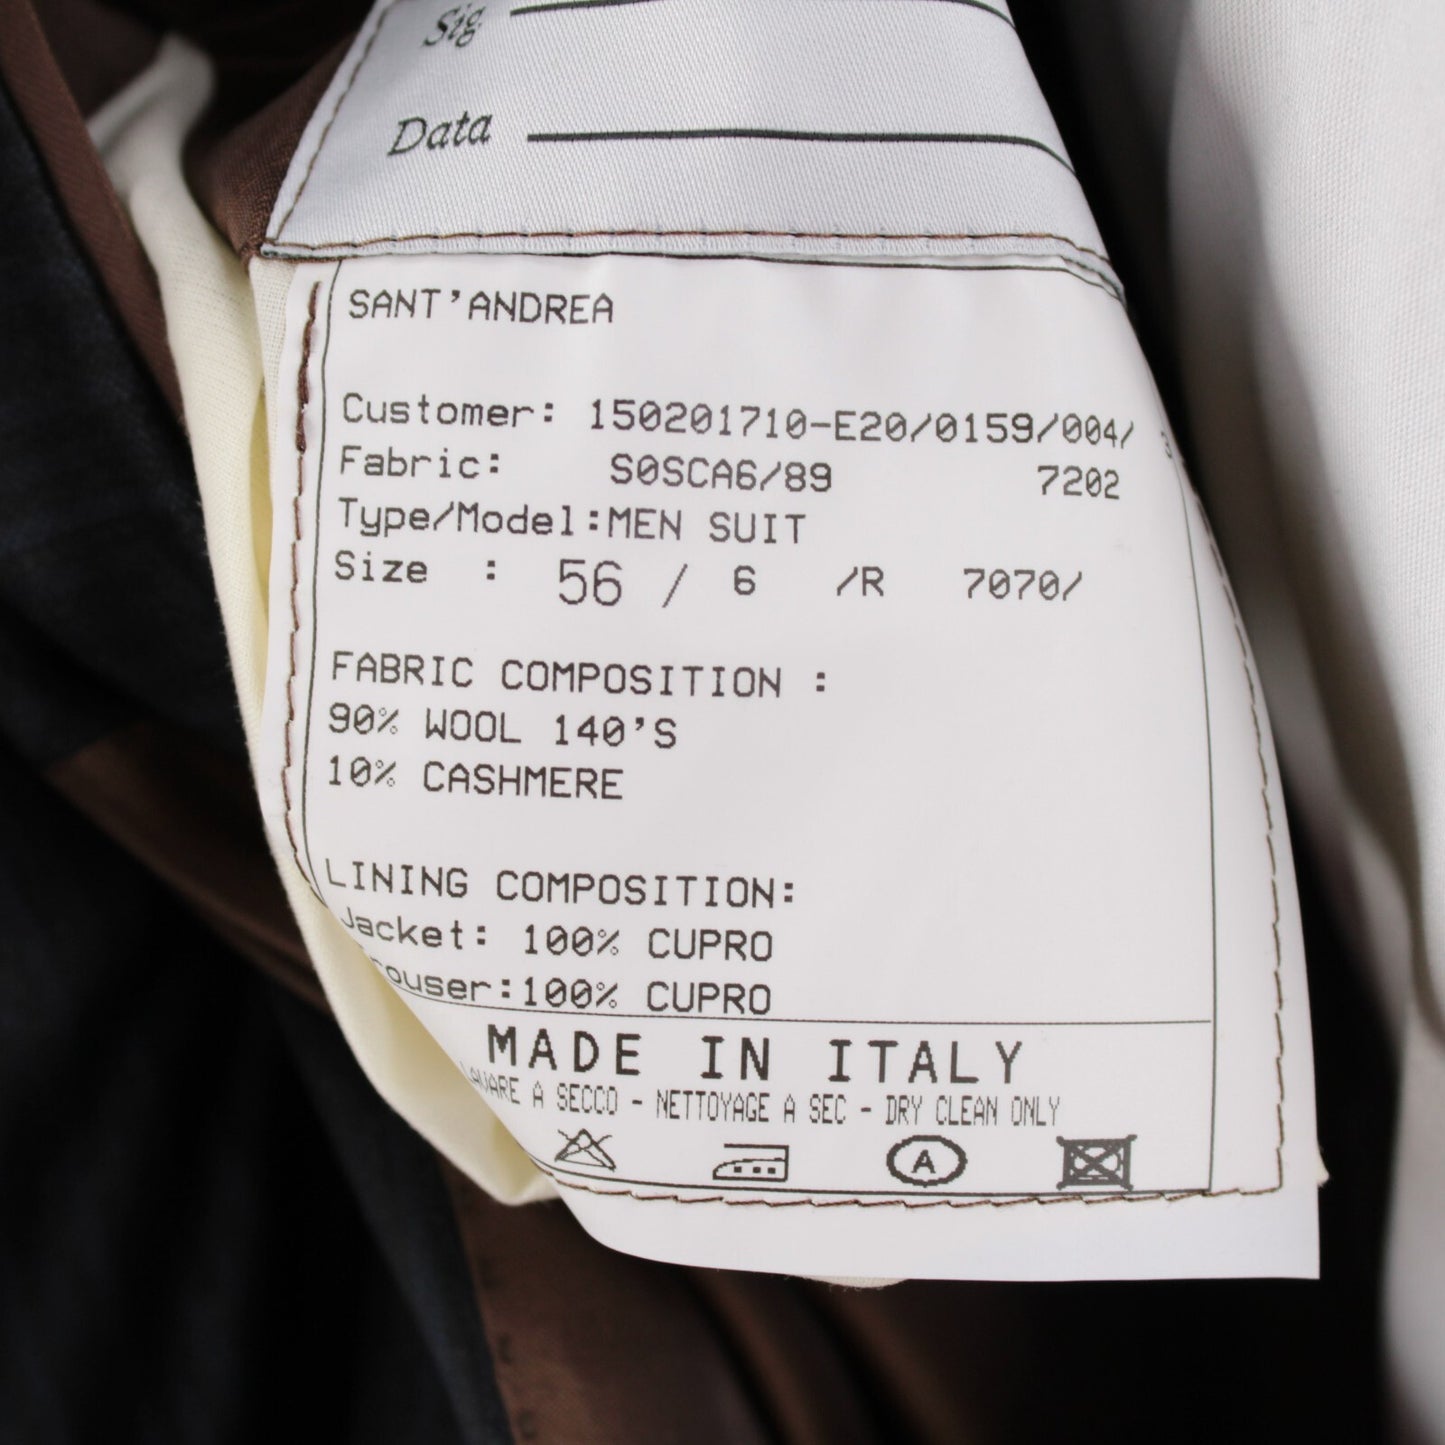 Sig
Data
SANT'ANDREA
Customer: 150201710-E20/0159/004/ 3
Fabric: S0SCA6/89 7202
Type/Model:MEN SUIT
Size : 56 / 6 /R 7070/
FABRIC COMPOSITION :
90% WOOL 140'S
10% CASHMERE
LINING COMPOSITION:
Jacket: 100% CUPRO
rouser:100% CUPRO
MADE IN ITALY
LAVARE A SECCO - NETTOYAGE A SEC - DRY CLEAN ONLY
A